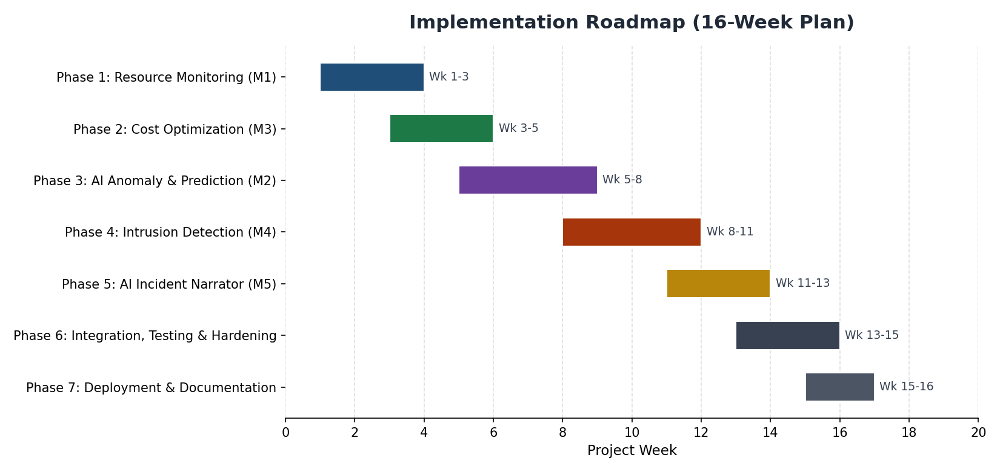 Implementation Roadmap (16-Week Plan)
Phase 1: Resource Monitoring (M1)
Wk 1-3
Phase 2: Cost Optimization (M3)
Wk 3-5
Phase 3: AI Anomaly & Prediction (M2)
Wk 5-8
Phase 4: Intrusion Detection (M4)
Wk 8-11
Phase 5: AI Incident Narrator (M5)
Wk 11-13
Phase 6: Integration, Testing & Hardening
Wk 13-15
Phase 7: Deployment & Documentation
Wk 15-16
0 2 4 6 8 10 12 14 16 18 20
Project Week